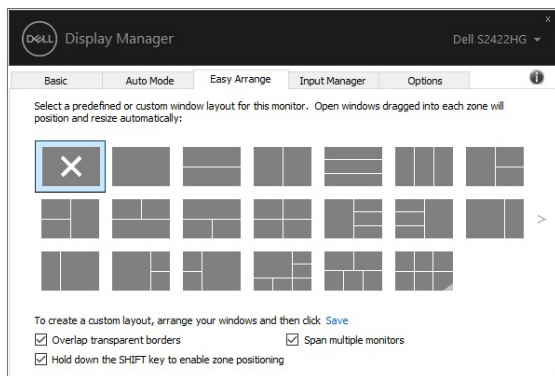 x
DELL Display Manager
Dell S2422HG
Basic Auto Mode Easy Arrange Input Manager Options i
Select a predefined or custom window layout for this monitor. Open windows dragged into each zone will
position and resize automatically:
>
To create a custom layout, arrange your windows and then click Save
Overlap transparent borders
Span multiple monitors
Hold down the SHIFT key to enable zone positioning